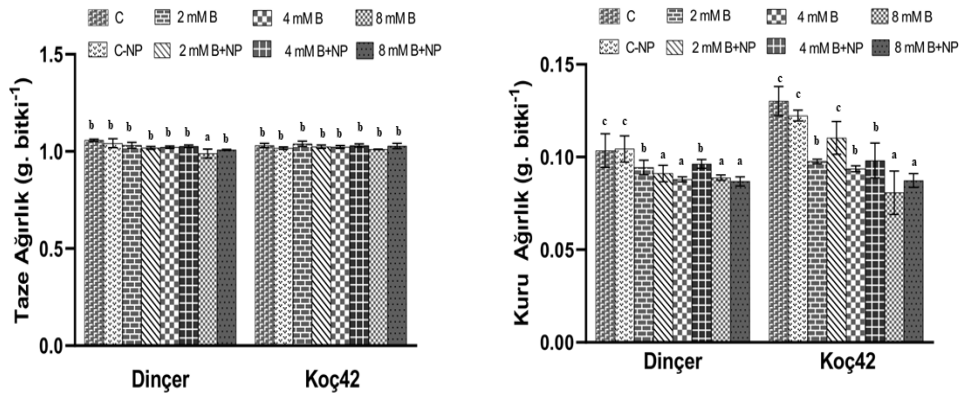 C 2 mM B 4 mM B 8 mM B
C-NP 2 mM B+NP 4 mM B+NP 8 mM B+NP
Taze Ağırlık (g. bitki-1)
1.5
1.0
0.5
0.0
b b b b b b a b
b b b b b b b b
Dinçer Koç42
C 2 mM B 4 mM B 8 mM B
C-NP 2 mM B+NP 4 mM B+NP 8 mM B+NP
Kuru Ağırlık (g. bitki-1)
0.15
0.10
0.05
0.00
c c b a a b a a
c c b c b b a a
Dinçer Koç42